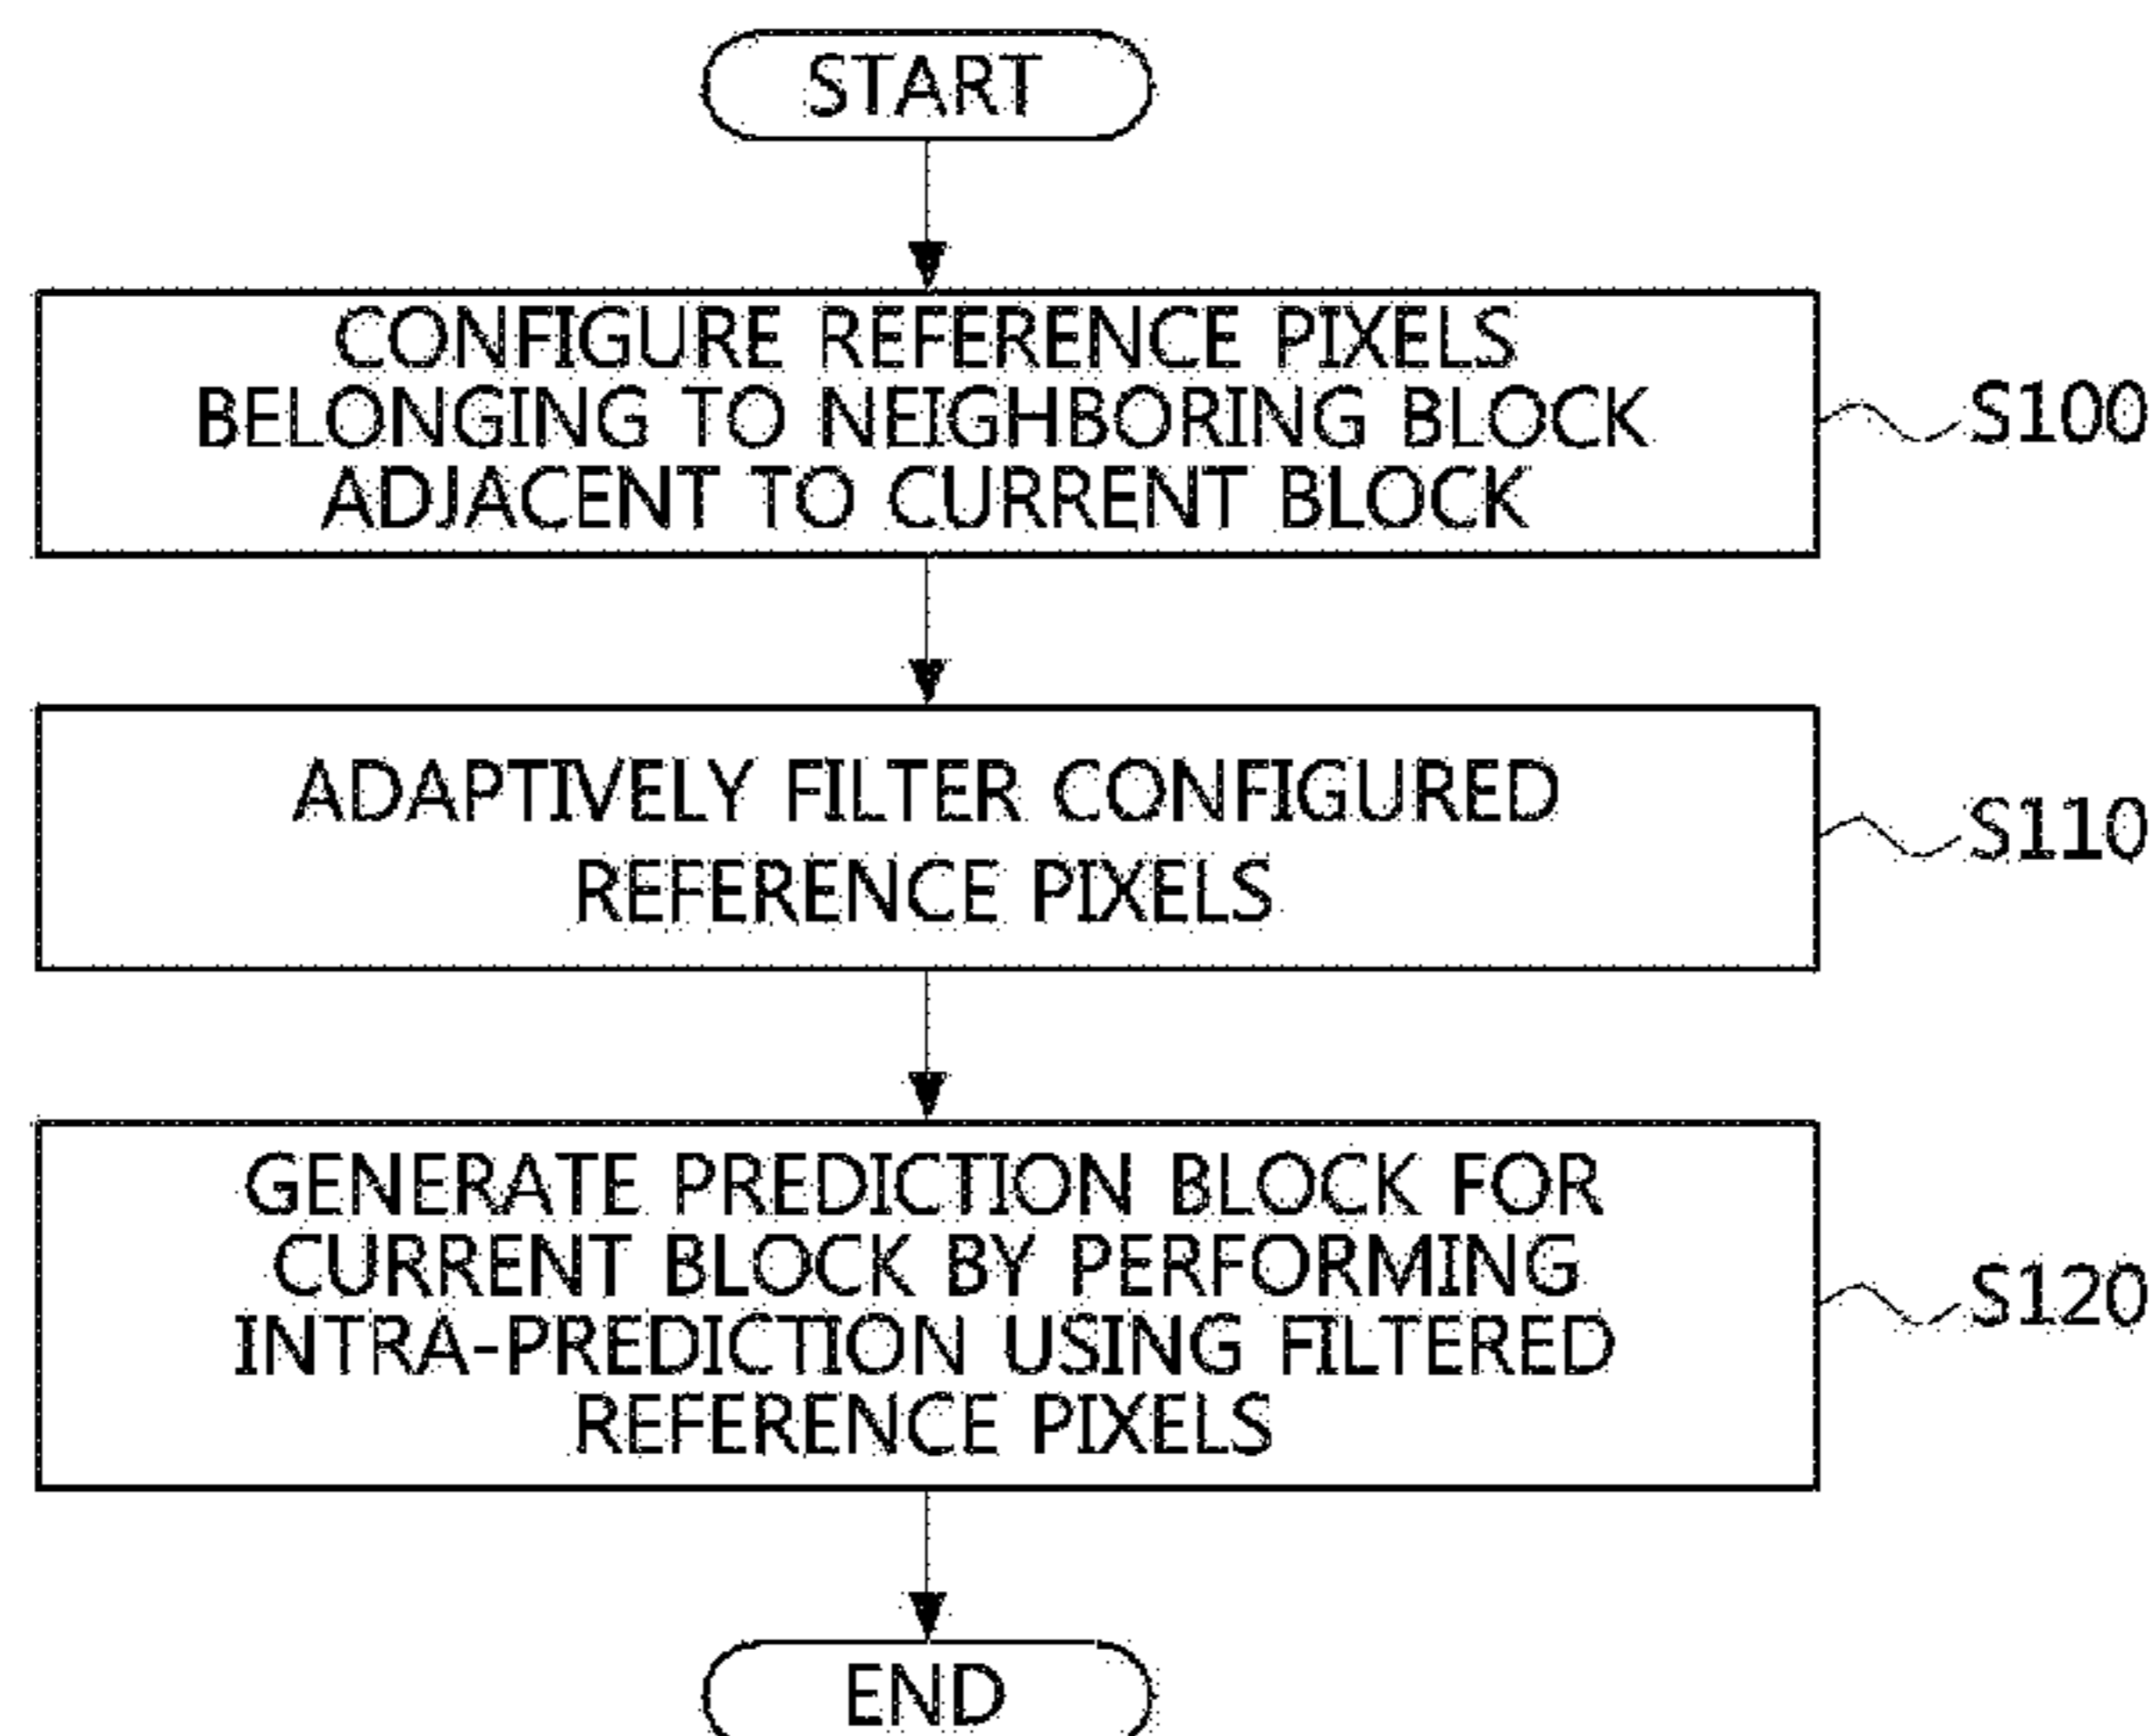 START
CONFIGURE REFERENCE PIXELS
BELONGING TO NEIGHBORING BLOCK
ADJACENT TO CURRENT BLOCK
S100
ADAPTIVELY FILTER CONFIGURED
REFERENCE PIXELS
S110
GENERATE PREDICTION BLOCK FOR
CURRENT BLOCK BY PERFORMING
INTRA-PREDICTION USING FILTERED
REFERENCE PIXELS
S120
END